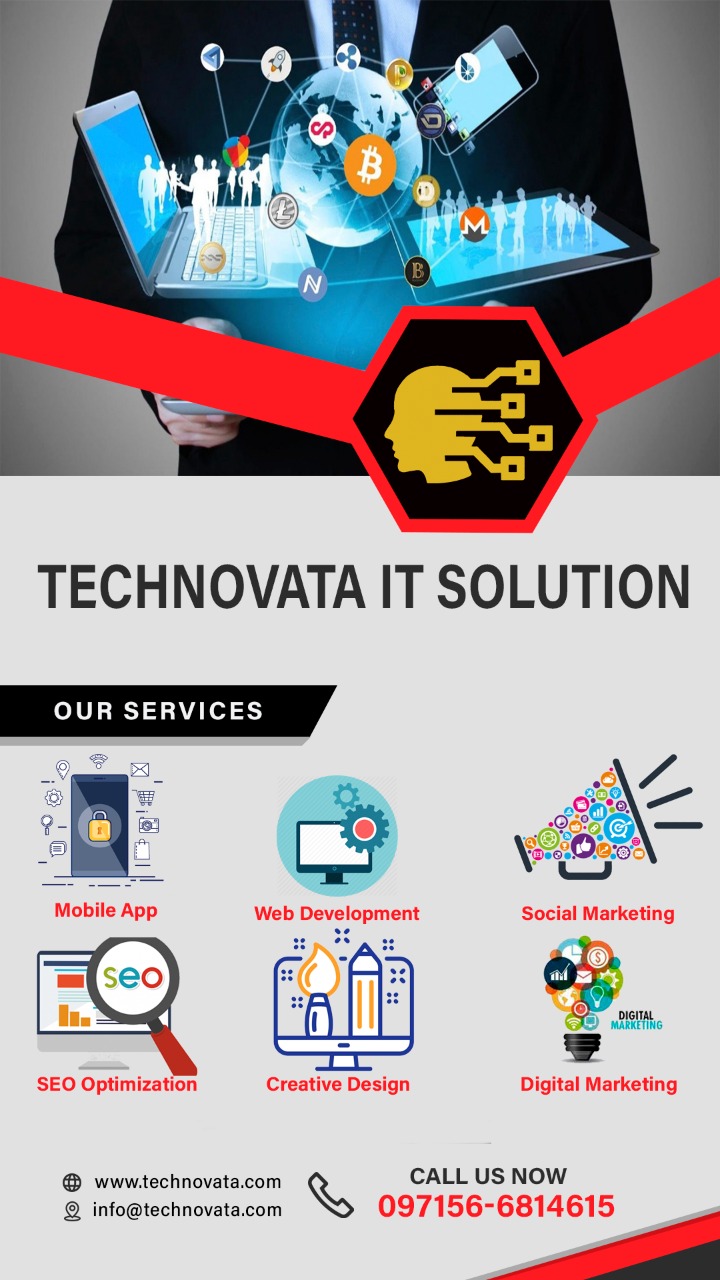 TECHNOVATA IT SOLUTION
OUR SERVICES
Mobile App
Web Development
Social Marketing
seo
DIGITAL
MARKETING
SEO Optimization
Creative Design
Digital Marketing
www.technovata.com
info@technovata.com
CALL US NOW
097156-6814615